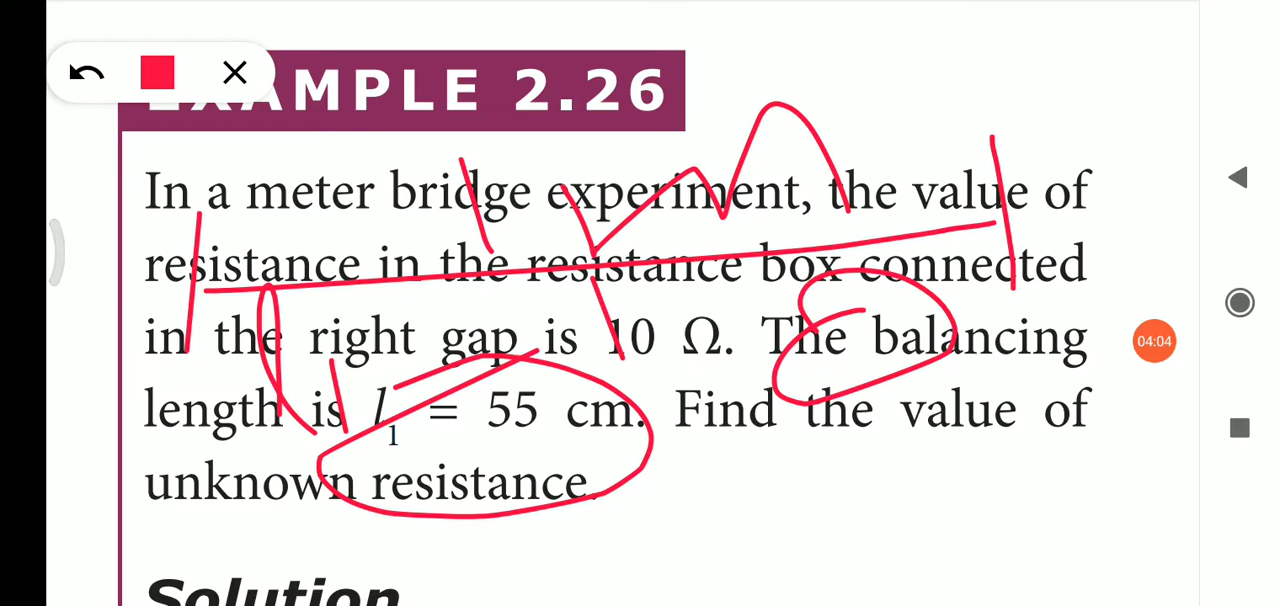 EXAMPLE 2.26
In a meter bridge experiment, the value of
resistance in the resistance box connected
in the right gap is 10 Ω. The balancing
length is l₁ = 55 cm. Find the value of
unknown resistance.
04:04
Solution